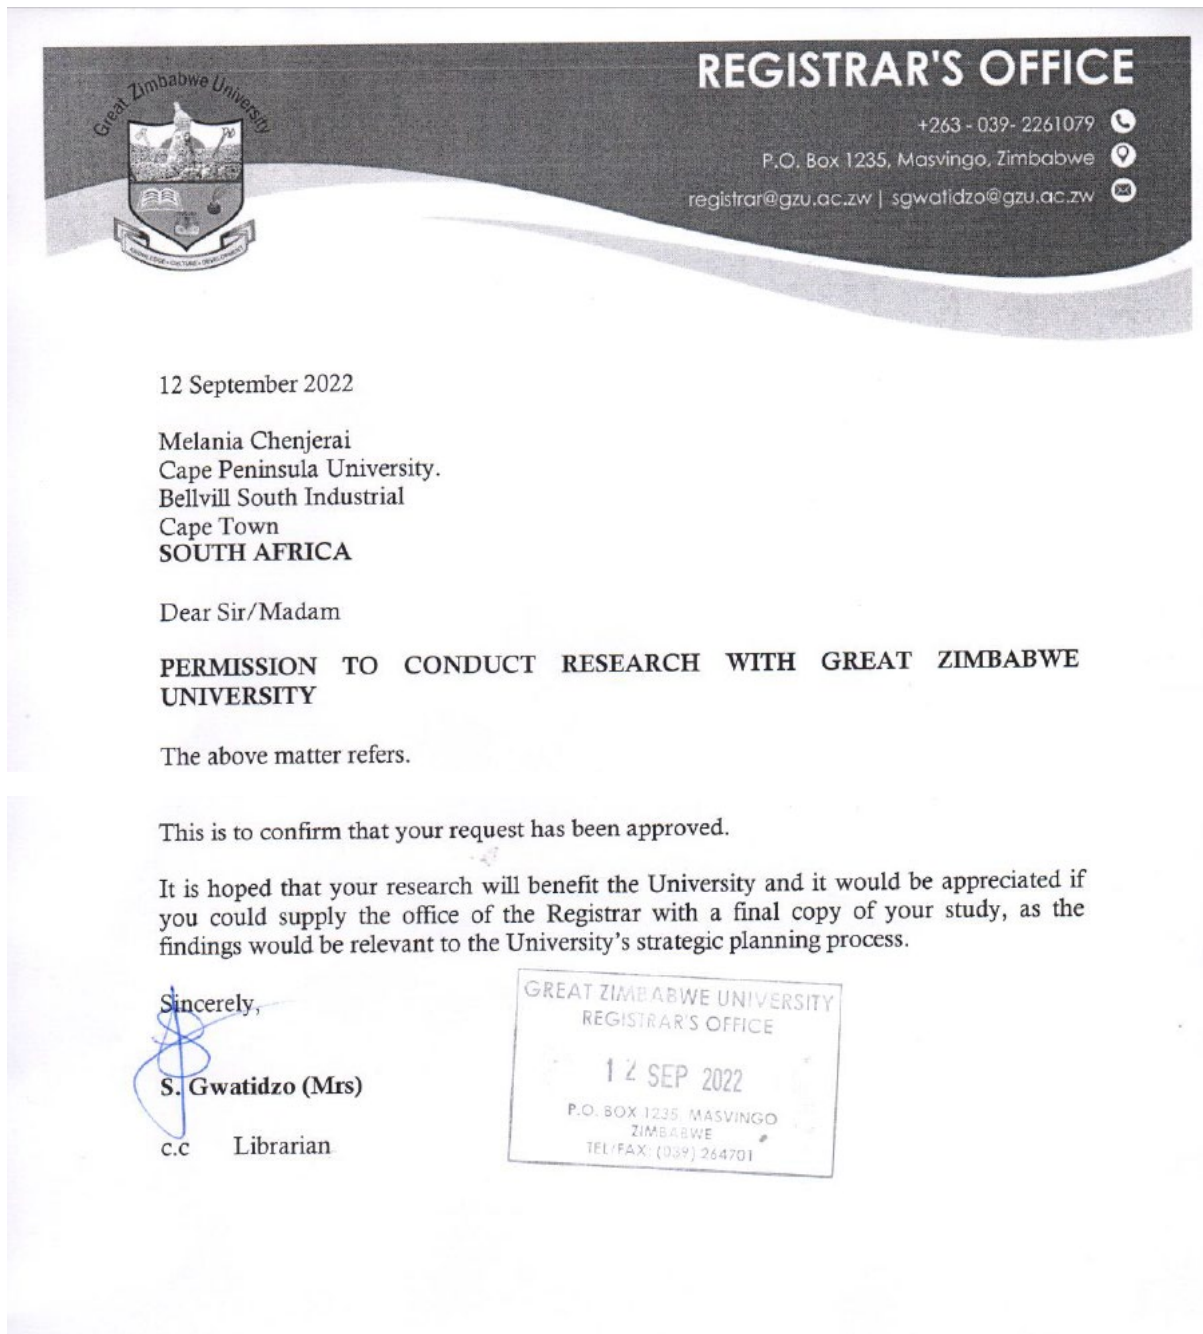 Great Zimbabwe University
KNOWLEDGE • CULTURE • DEVELOPMENT
REGISTRAR'S OFFICE
+263 - 039- 2261079
P.O. Box 1235, Masvingo, Zimbabwe
registrar@gzu.ac.zw | sgwatidzo@gzu.ac.zw
12 September 2022
Melania Chenjerai
Cape Peninsula University.
Bellvill South Industrial
Cape Town
SOUTH AFRICA
Dear Sir/Madam
PERMISSION TO CONDUCT RESEARCH WITH GREAT ZIMBABWE
UNIVERSITY
The above matter refers.
This is to confirm that your request has been approved.
It is hoped that your research will benefit the University and it would be appreciated if
you could supply the office of the Registrar with a final copy of your study, as the
findings would be relevant to the University's strategic planning process.
Sincerely,
S. Gwatidzo (Mrs)
c.c Librarian
GREAT ZIMBABWE UNIVERSITY
REGISTRAR'S OFFICE
12 SEP 2022
P.O. BOX 1235, MASVINGO
ZIMBABWE
TEL/FAX: (039) 264701